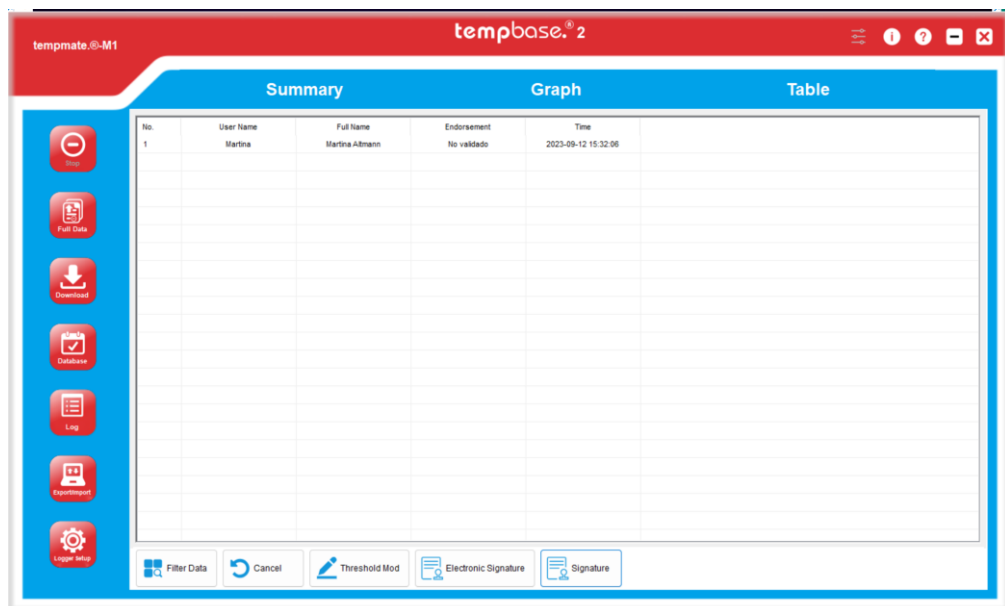 tempmate.®-M1
tempbase.® 2
Summary Graph Table
No. User Name Full Name Endorsement Time
1 Martina Martina Altmann No validado 2023-09-12 15:32:06
Stop
Full Data
Download
Database
Log
Export/Import
Logger Setup
Filter Data Cancel Threshold Mod Electronic Signature Signature